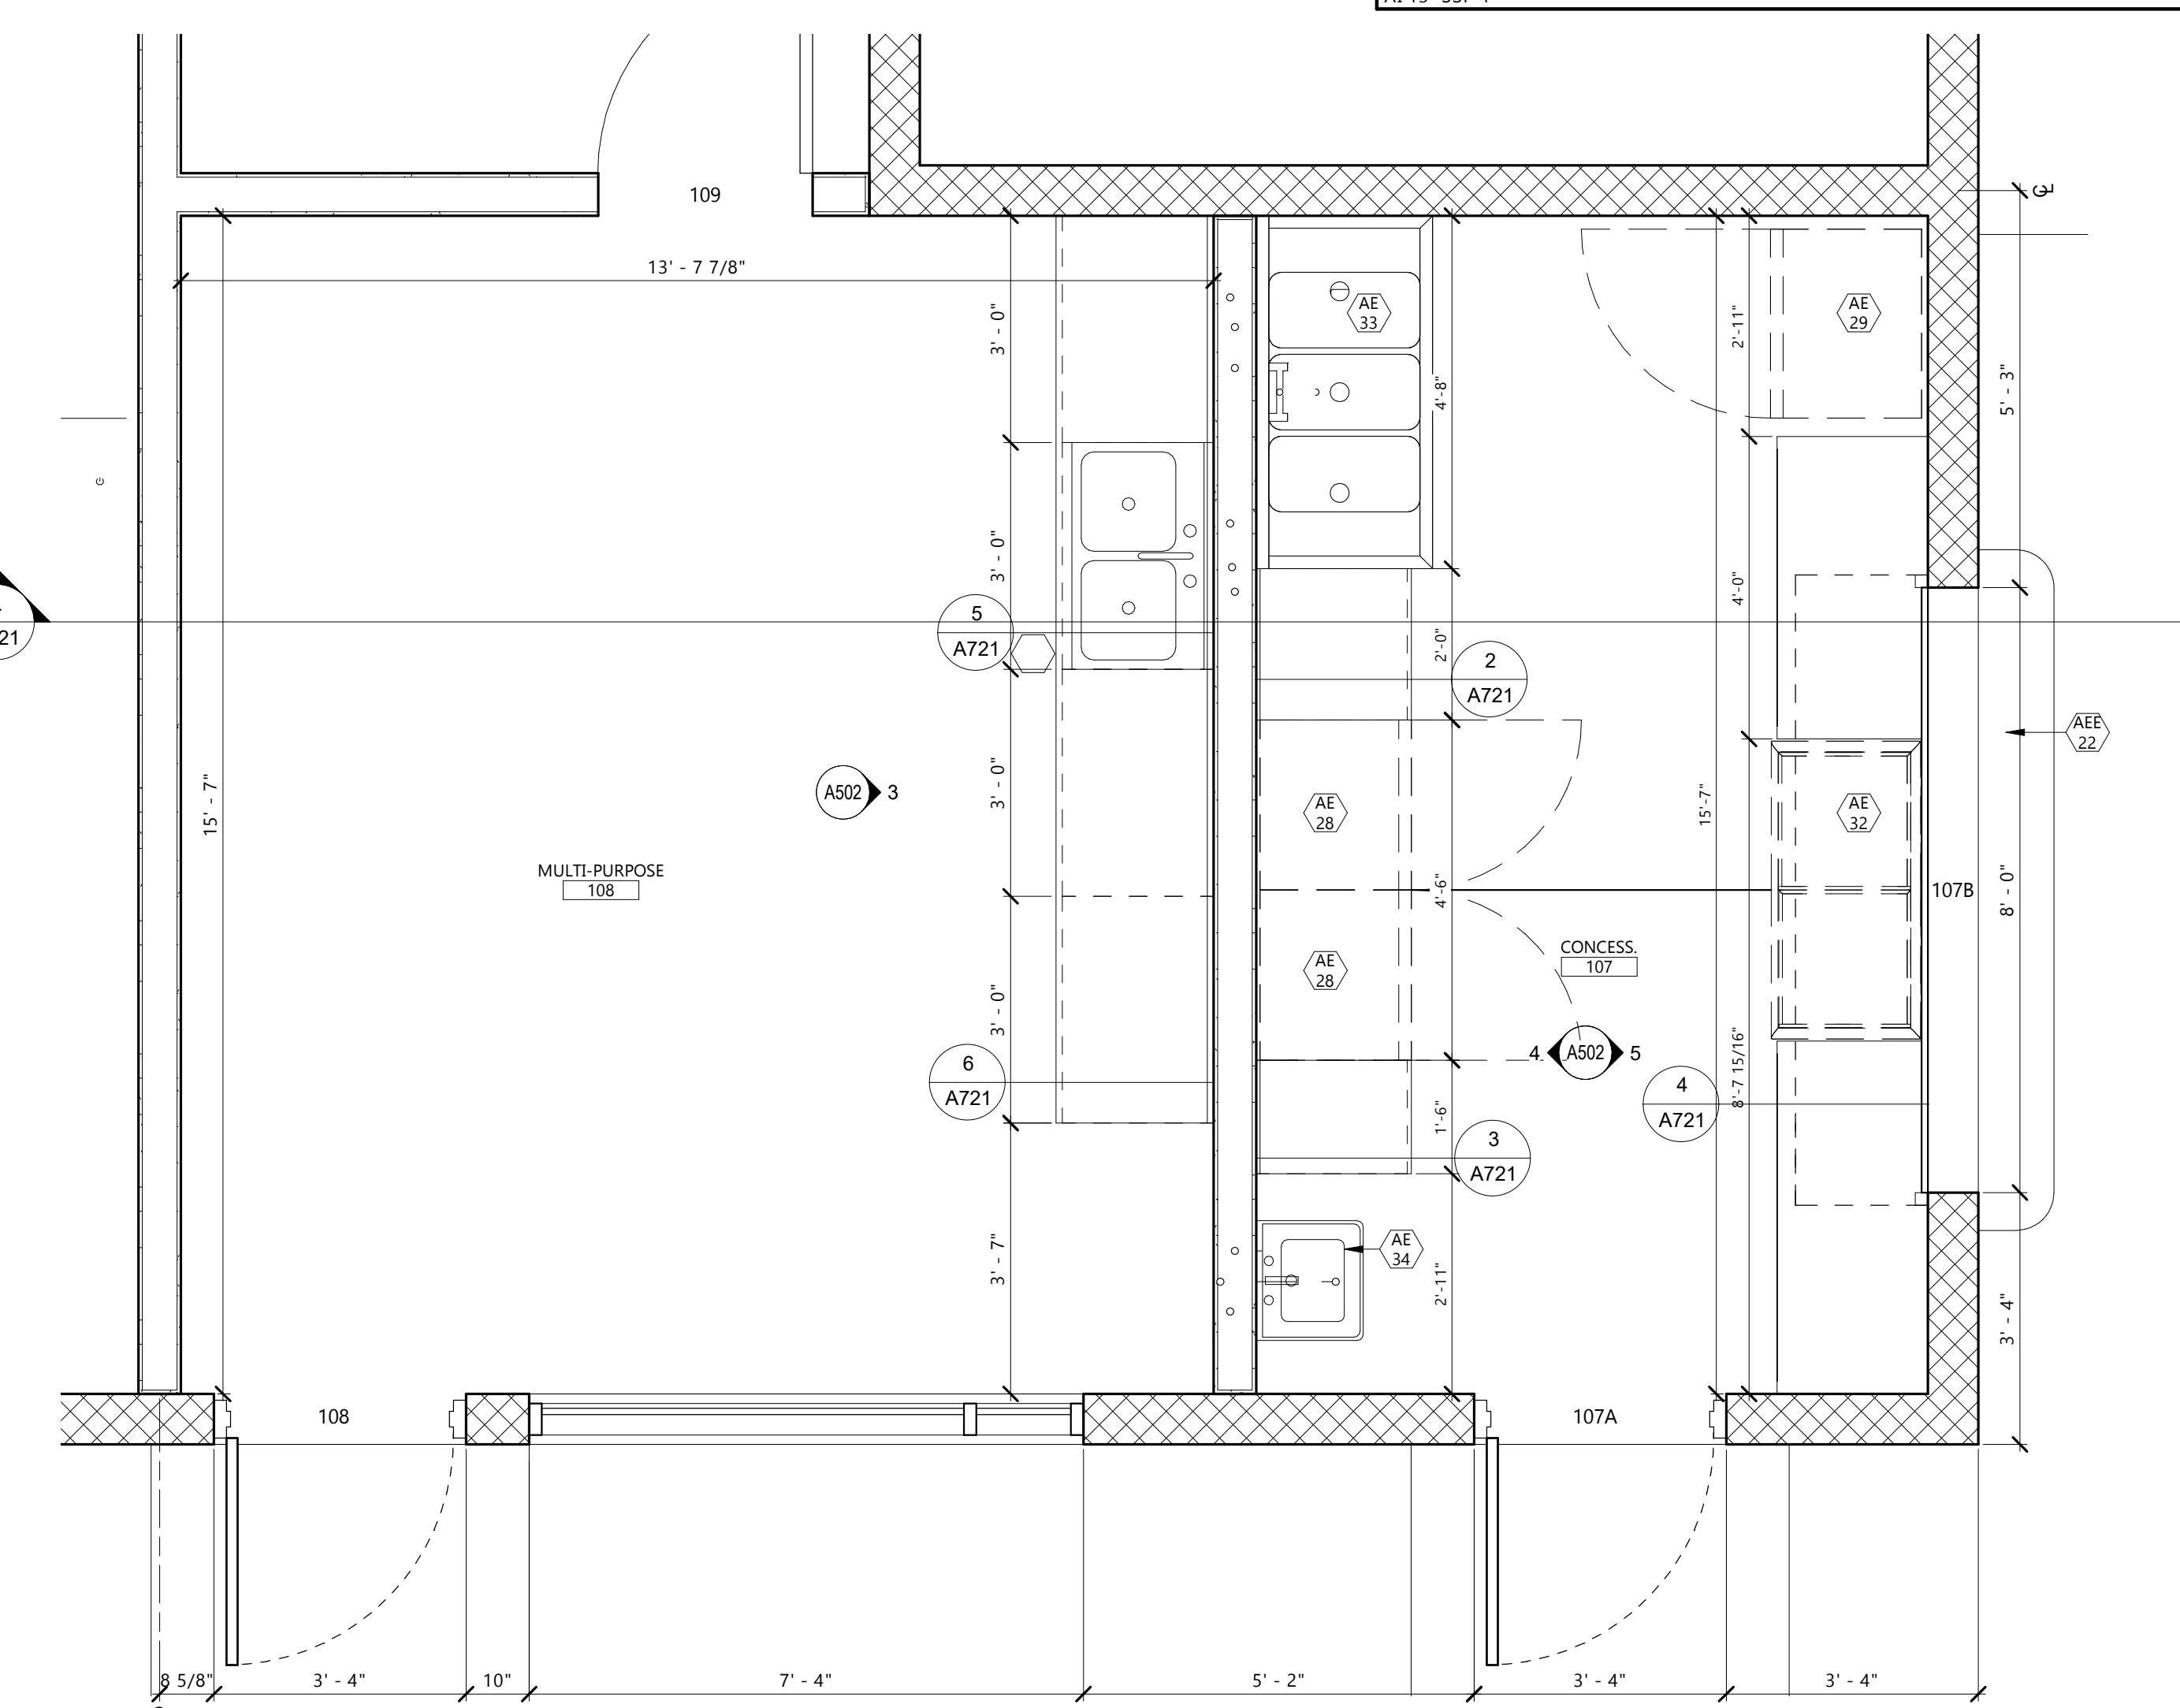 109
13' - 7 7/8"
3' - 0"
AE
33
2'-11"
AE
29
4'-8"
5' - 3"
3' - 0"
4'-0"
5
A721
21
2'-0"
2
A721
AEE
22
15' - 7"
A502
3
3' - 0"
AE
28
15'-7"
AE
32
MULTI-PURPOSE
108
4'-6"
107B
8' - 0"
CONCESS.
107
AE
28
3' - 0"
6
A721
4
A502
5
8'-7 15/16"
4
A721
1'-6"
3
A721
AE
34
3' - 7"
2'-11"
3' - 4"
108
107A
8 5/8"
3' - 4"
10"
7' - 4"
5' - 2"
3' - 4"
3' - 4"